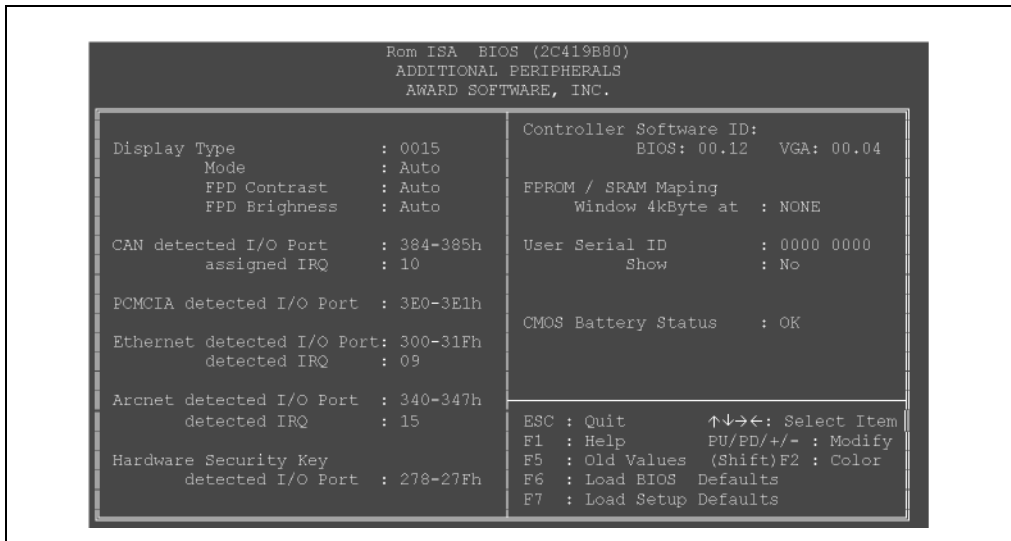 Rom ISA BIOS (2C419B80)
ADDITIONAL PERIPHERALS
AWARD SOFTWARE, INC.
Display Type : 0015
Mode : Auto
FPD Contrast : Auto
FPD Brighness : Auto
CAN detected I/O Port : 384-385h
assigned IRQ : 10
PCMCIA detected I/O Port : 3E0-3E1h
Ethernet detected I/O Port: 300-31Fh
detected IRQ : 09
Arcnet detected I/O Port : 340-347h
detected IRQ : 15
Hardware Security Key
detected I/O Port : 278-27Fh
Controller Software ID:
BIOS: 00.12 VGA: 00.04
FPROM / SRAM Maping
Window 4kByte at : NONE
User Serial ID : 0000 0000
Show : No
CMOS Battery Status : OK
ESC : Quit ↑↓→←: Select Item
F1 : Help PU/PD/+/- : Modify
F5 : Old Values (Shift)F2 : Color
F6 : Load BIOS Defaults
F7 : Load Setup Defaults